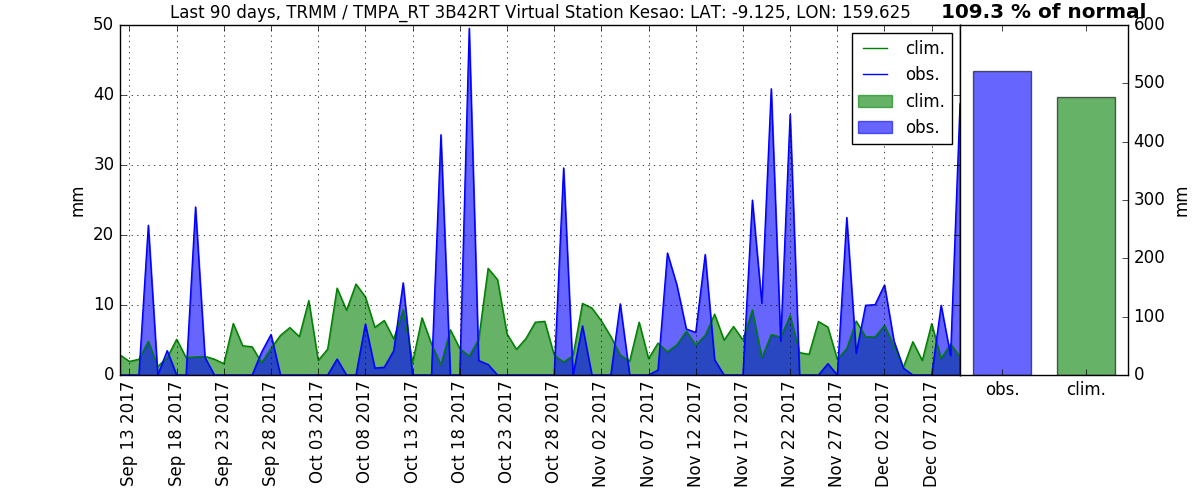 Last 90 days, TRMM / TMPA_RT 3B42RT Virtual Station Kesao: LAT: -9.125, LON: 159.625
109.3 % of normal
50
40
30
20
10
0
mm
clim.
obs.
clim.
obs.
600
500
400
300
200
100
0
mm
obs.
clim.
Sep 13 2017
Sep 18 2017
Sep 23 2017
Sep 28 2017
Oct 03 2017
Oct 08 2017
Oct 13 2017
Oct 18 2017
Oct 23 2017
Oct 28 2017
Nov 02 2017
Nov 07 2017
Nov 12 2017
Nov 17 2017
Nov 22 2017
Nov 27 2017
Dec 02 2017
Dec 07 2017